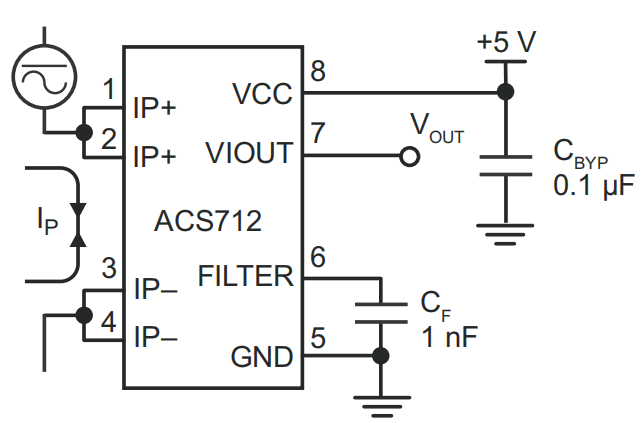 +5 V
1
IP+
2
IP+
IP
ACS712
3
IP–
4
IP–
VCC
8
VIOUT
7
VOUT
CBYP
0.1 µF
FILTER
6
CF
1 nF
GND
5